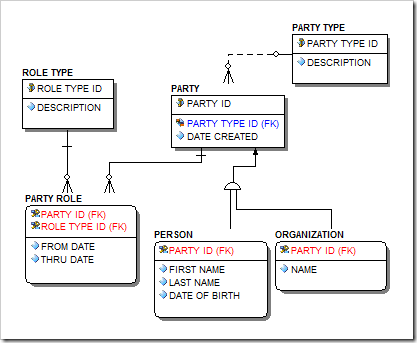 PARTY TYPE
PARTY TYPE ID
DESCRIPTION
ROLE TYPE
ROLE TYPE ID
DESCRIPTION
PARTY
PARTY ID
PARTY TYPE ID (FK)
DATE CREATED
PARTY ROLE
PARTY ID (FK)
ROLE TYPE ID (FK)
FROM DATE
THRU DATE
PERSON
PARTY ID (FK)
FIRST NAME
LAST NAME
DATE OF BIRTH
ORGANIZATION
PARTY ID (FK)
NAME